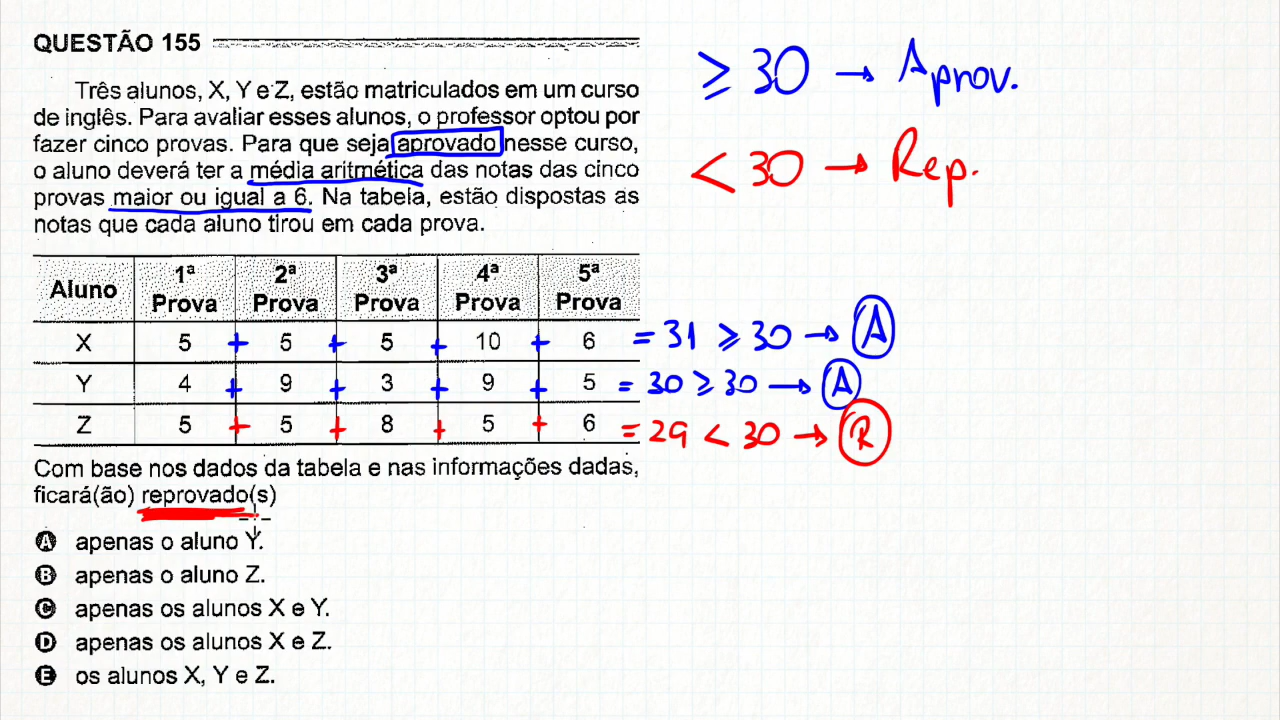 QUESTÃO 155
Três alunos, X, Y e Z, estão matriculados em um curso
de inglês. Para avaliar esses alunos, o professor optou por
fazer cinco provas. Para que seja aprovado nesse curso,
o aluno deverá ter a média aritmética das notas das cinco
provas maior ou igual a 6. Na tabela, estão dispostas as
notas que cada aluno tirou em cada prova.
≥ 30 → Aprov.
< 30 → Rep.
Aluno 1ª Prova 2ª Prova 3ª Prova 4ª Prova 5ª Prova
X 5 + 5 + 5 + 10 + 6 = 31 ≥ 30 → A
Y 4 + 9 + 3 + 9 + 5 = 30 ≥ 30 → A
Z 5 + 5 + 8 + 5 + 6 = 29 < 30 → R
Com base nos dados da tabela e nas informações dadas,
ficará(ão) reprovado(s)
A apenas o aluno Y.
B apenas o aluno Z.
C apenas os alunos X e Y.
D apenas os alunos X e Z.
E os alunos X, Y e Z.